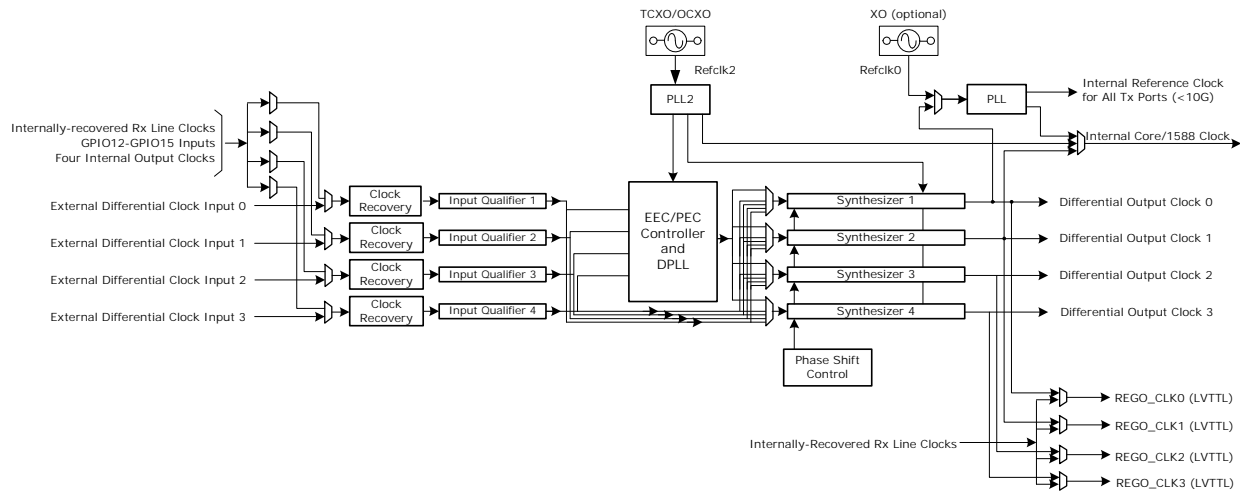 TCXO/OCXO
XO (optional)
Refclk2
Refclk0
PLL2
PLL
Internal Reference Clock
for All Tx Ports (<10G)
Internal Core/1588 Clock
Internally-recovered Rx Line Clocks
GPIO12-GPIO15 Inputs
Four Internal Output Clocks
External Differential Clock Input 0
External Differential Clock Input 1
External Differential Clock Input 2
External Differential Clock Input 3
Clock
Recovery
Clock
Recovery
Clock
Recovery
Clock
Recovery
Input Qualifier 1
Input Qualifier 2
Input Qualifier 3
Input Qualifier 4
EEC/PEC
Controller
and
DPLL
Synthesizer 1
Synthesizer 2
Synthesizer 3
Synthesizer 4
Phase Shift
Control
Differential Output Clock 0
Differential Output Clock 1
Differential Output Clock 2
Differential Output Clock 3
Internally-Recovered Rx Line Clocks
REGO_CLK0 (LVTTL)
REGO_CLK1 (LVTTL)
REGO_CLK2 (LVTTL)
REGO_CLK3 (LVTTL)